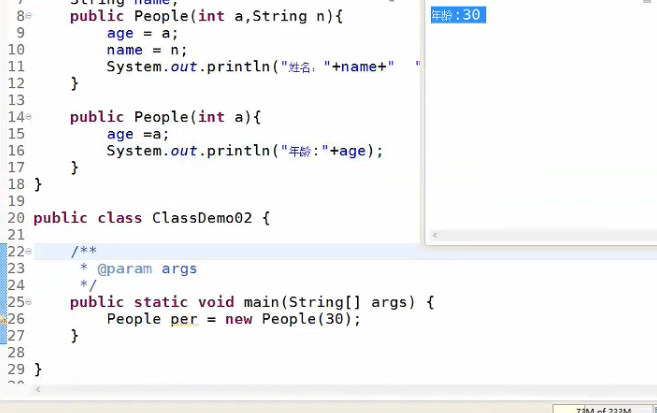 String name;
8 public People(int a,String n){
9 age = a;
10 name = n;
11 System.out.println("姓名："+name+" "
12 }
13
14 public People(int a){
15 age =a;
16 System.out.println("年龄:"+age);
17 }
18 }
19
20 public class ClassDemo02 {
21
22 /**
23 * @param args
24 */
25 public static void main(String[] args) {
26 People per = new People(30);
27 }
28
29 }
年龄:30